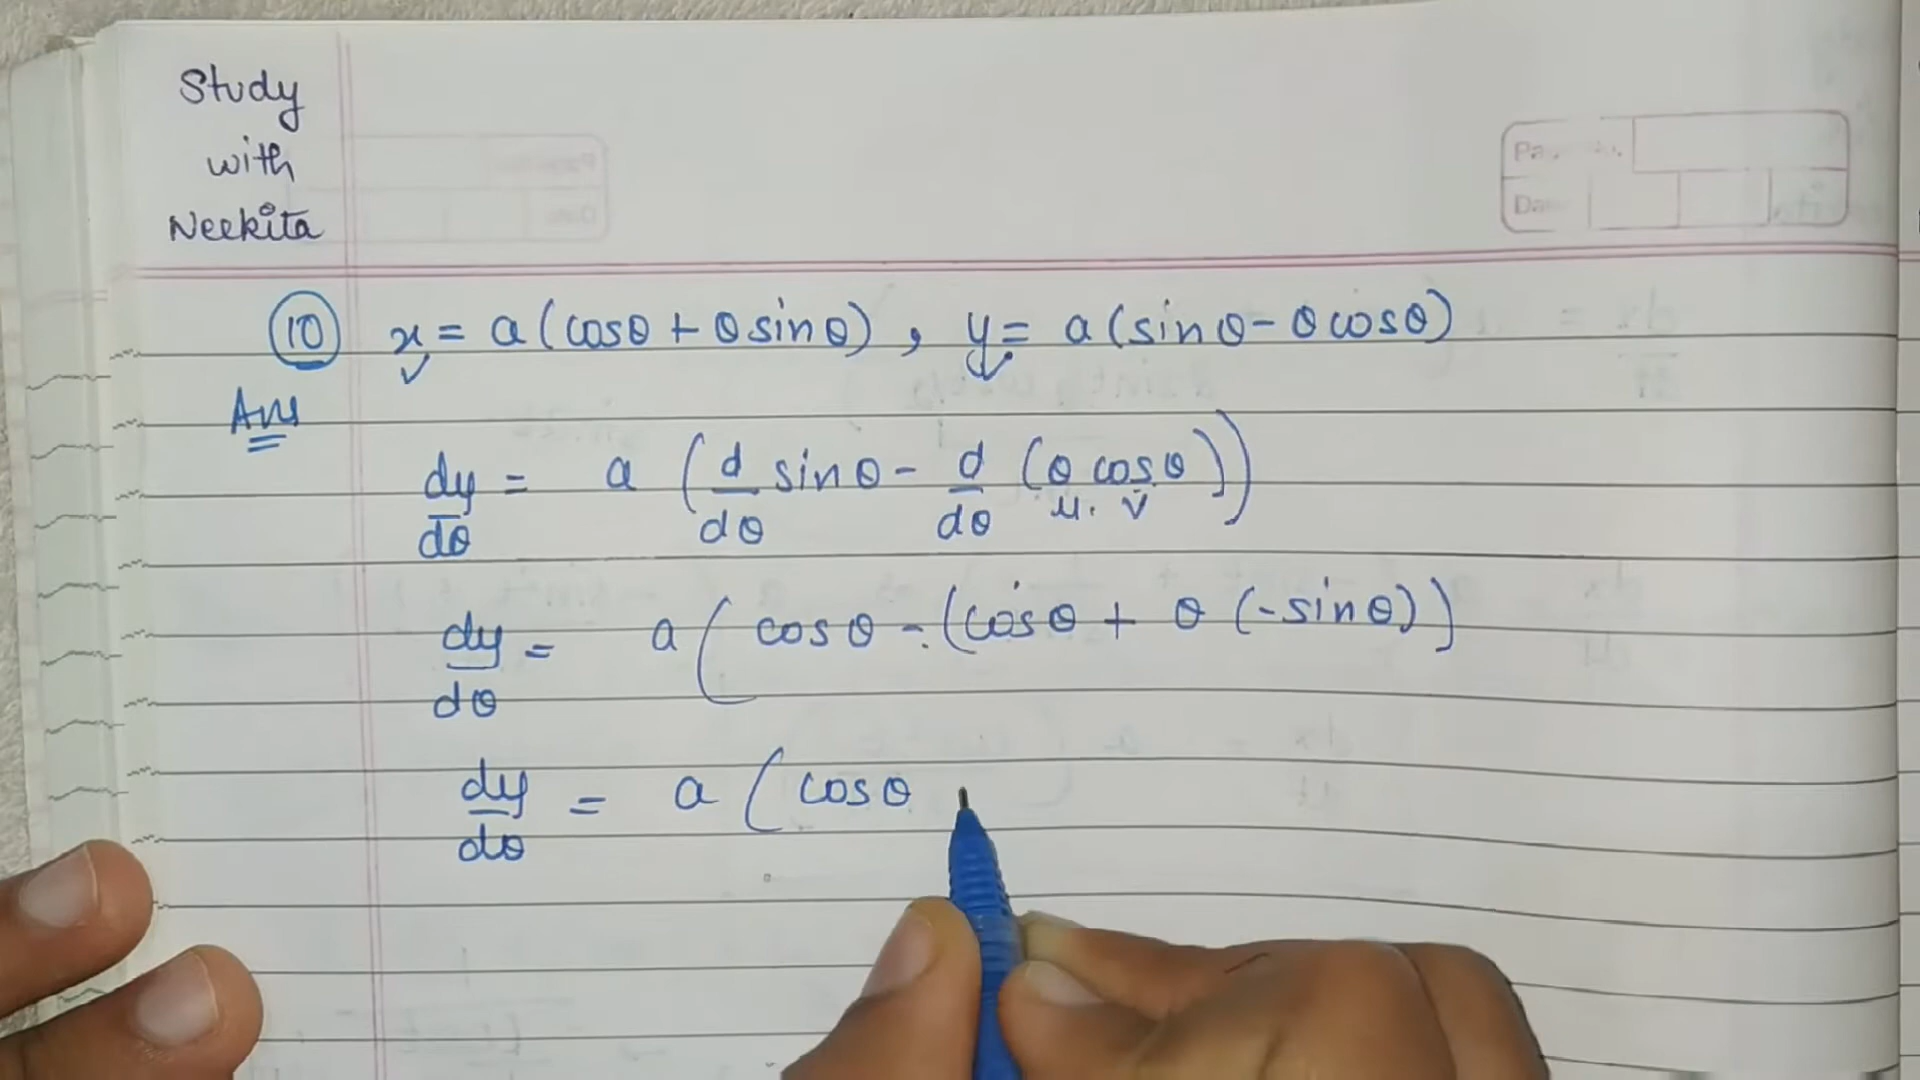 Study
with
Neekita
Date
10 x = a(cosθ + θ sinθ), y = a(sinθ - θ cosθ)
Ans
dy/dθ = a (d/dθ sinθ - d/dθ (θ cosθ))
u. v
dy/dθ = a (cosθ - (cosθ + θ (-sinθ))
dy/dθ = a (cosθ